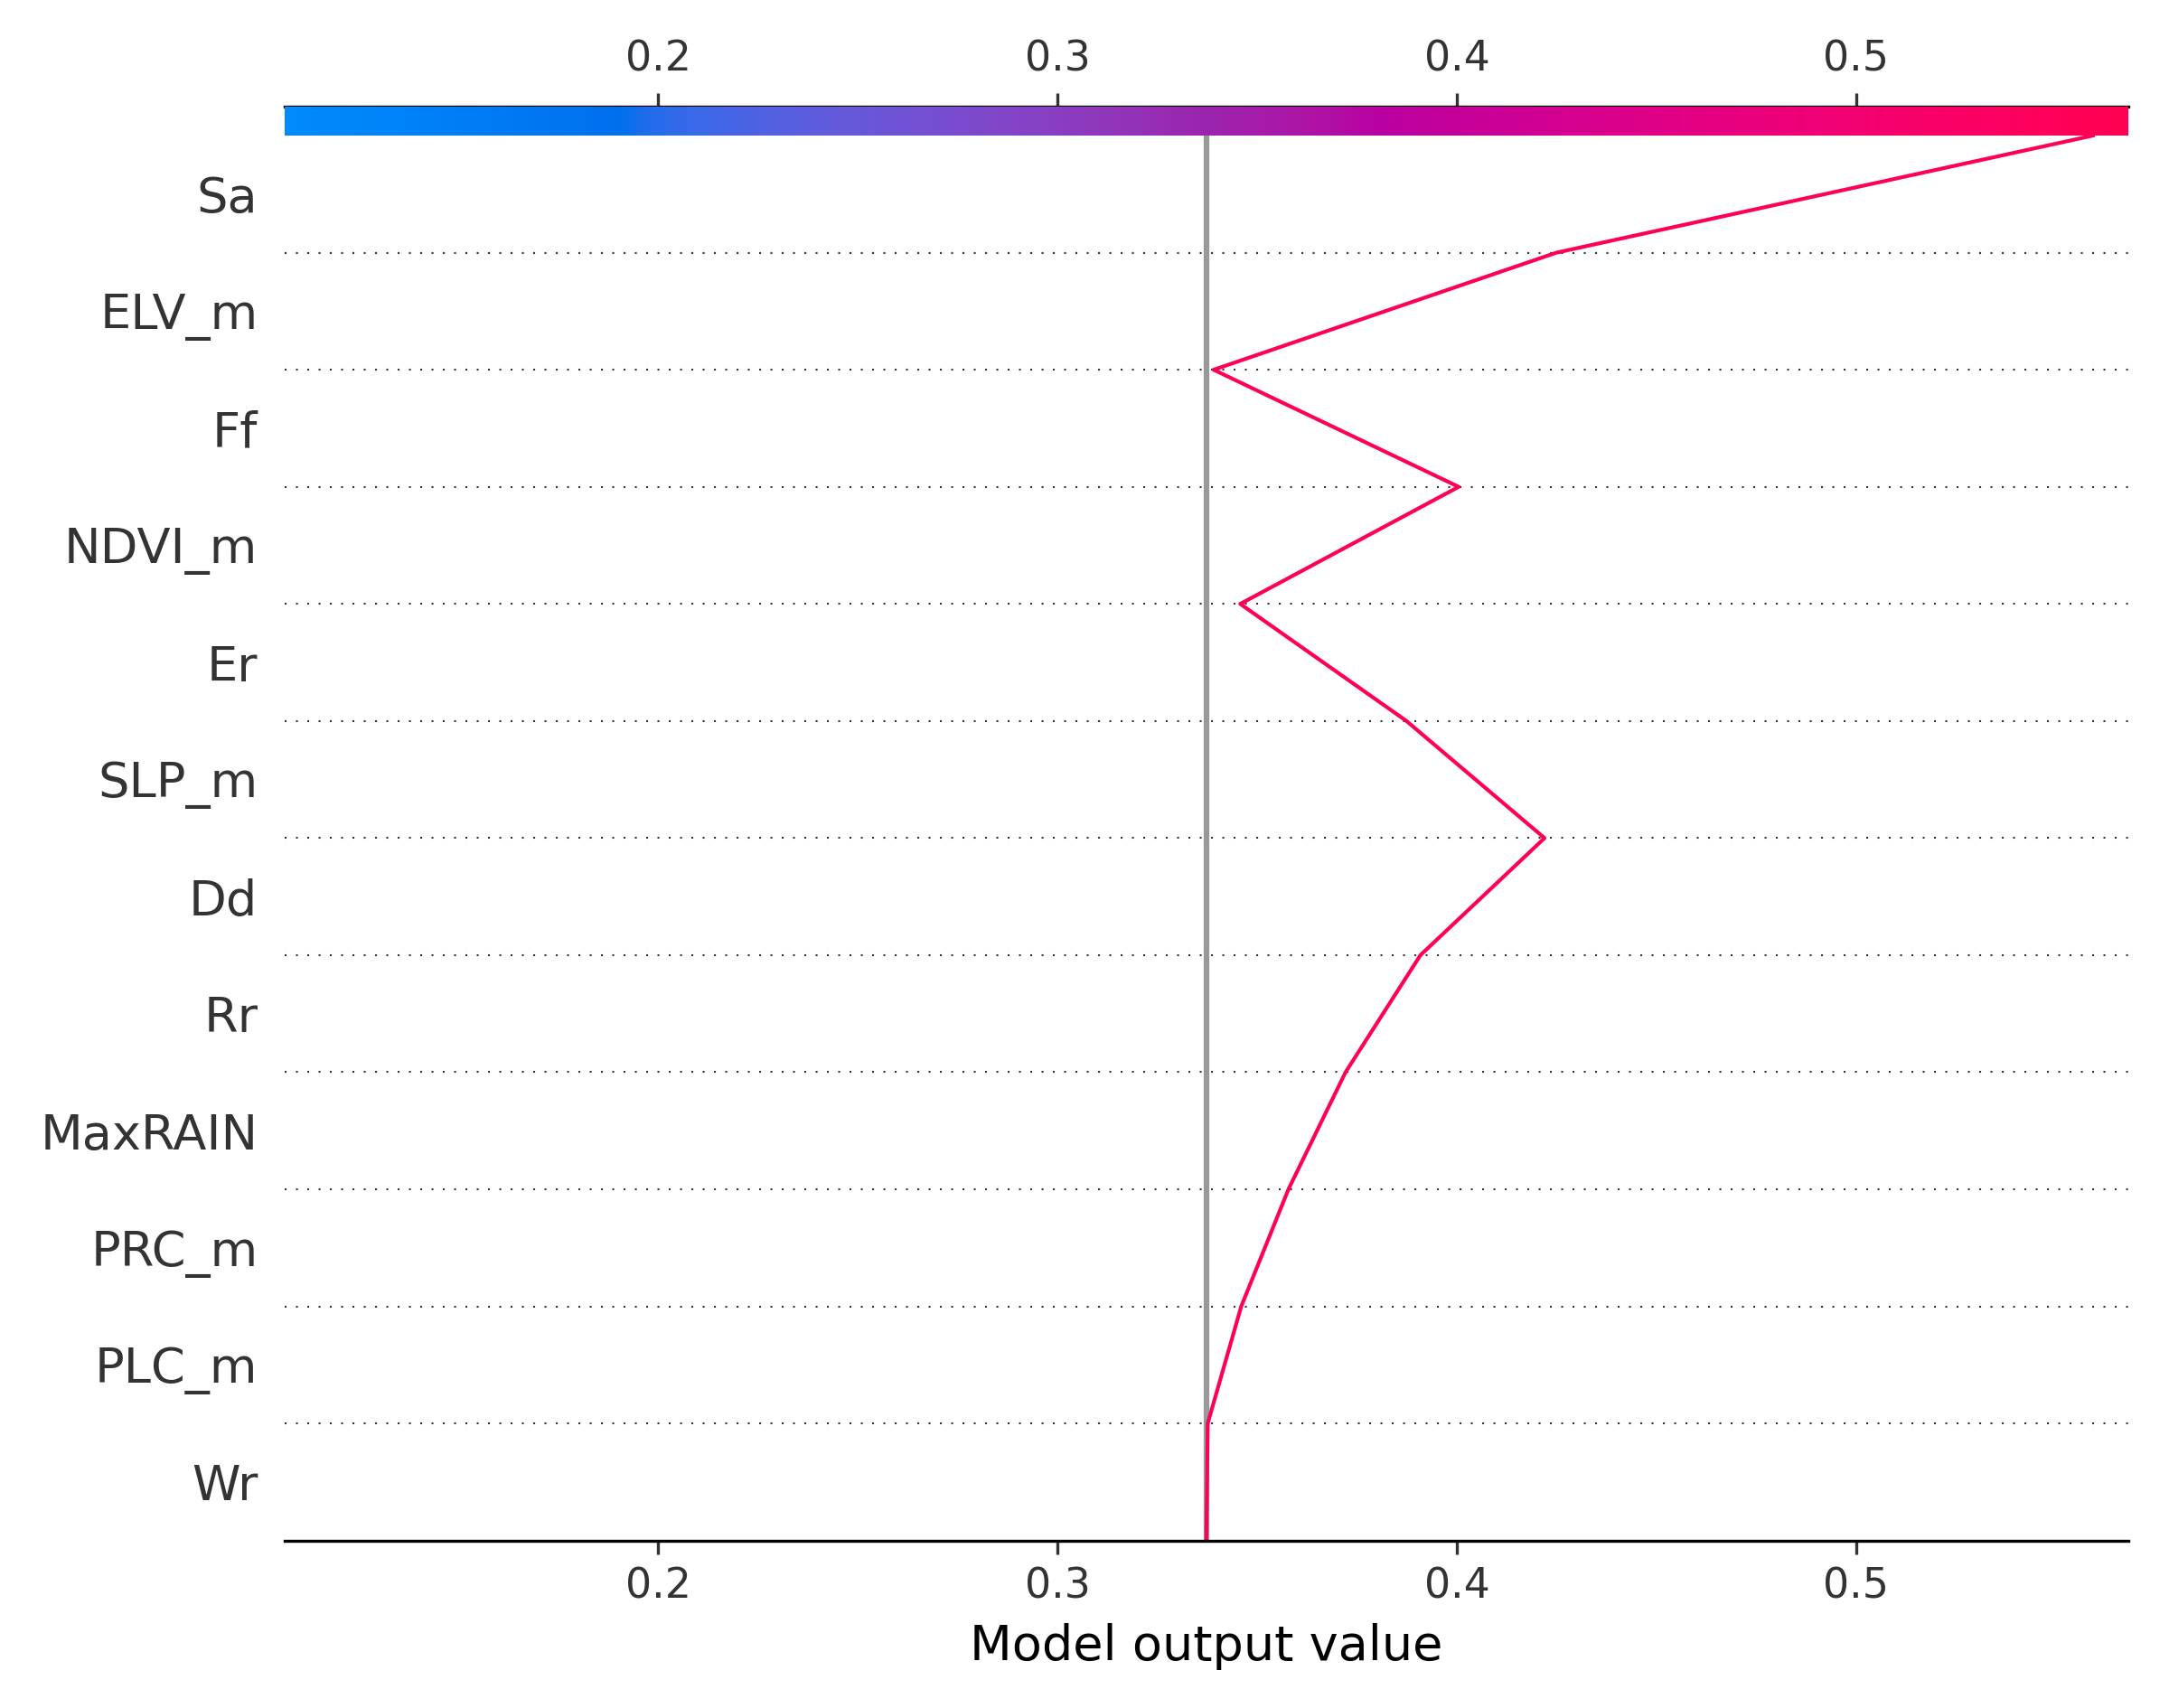 0.2 0.3 0.4 0.5
Sa
ELV_m
Ff
NDVI_m
Er
SLP_m
Dd
Rr
MaxRAIN
PRC_m
PLC_m
Wr
0.2 0.3 0.4 0.5
Model output value